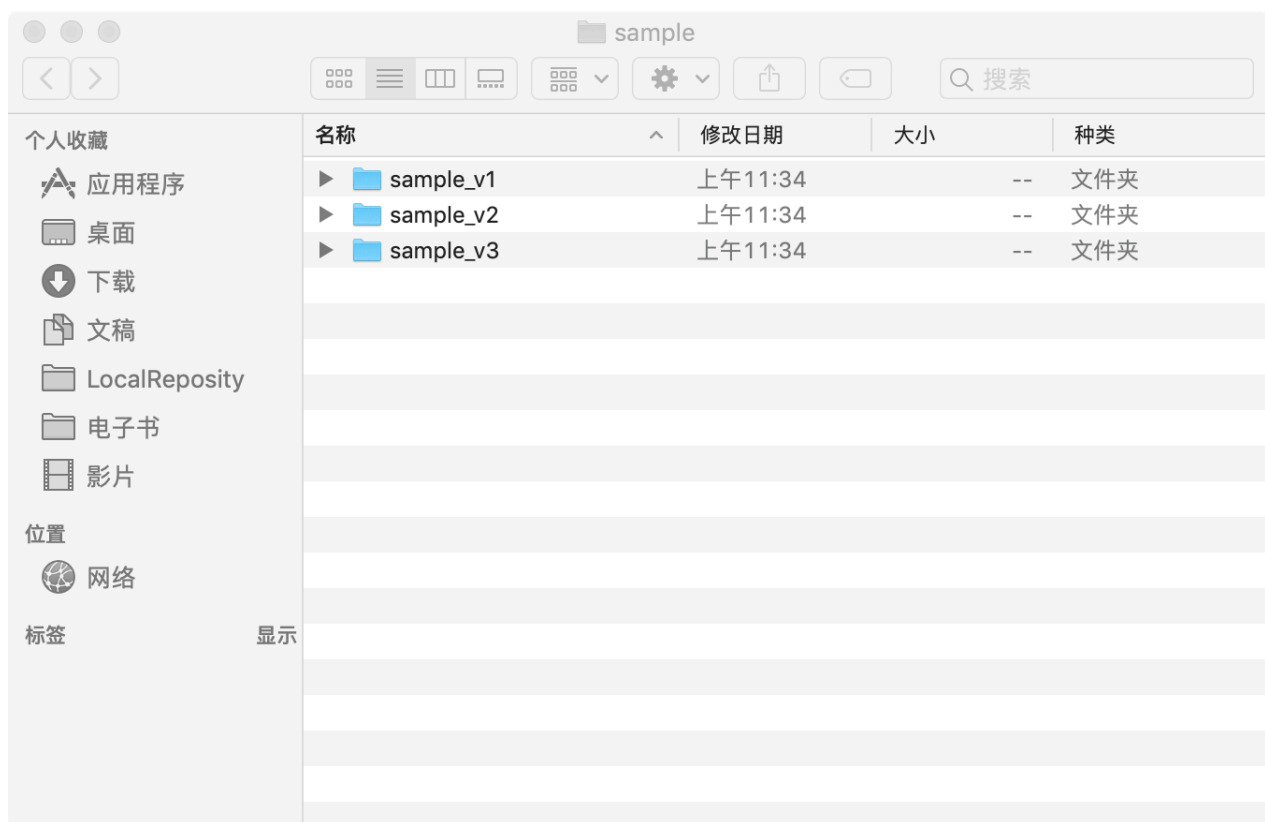 sample
搜索
个人收藏
应用程序
桌面
下载
文稿
LocalReposity
电子书
影片
位置
网络
标签 显示
名称 修改日期 大小 种类
sample_v1 上午11:34 -- 文件夹
sample_v2 上午11:34 -- 文件夹
sample_v3 上午11:34 -- 文件夹